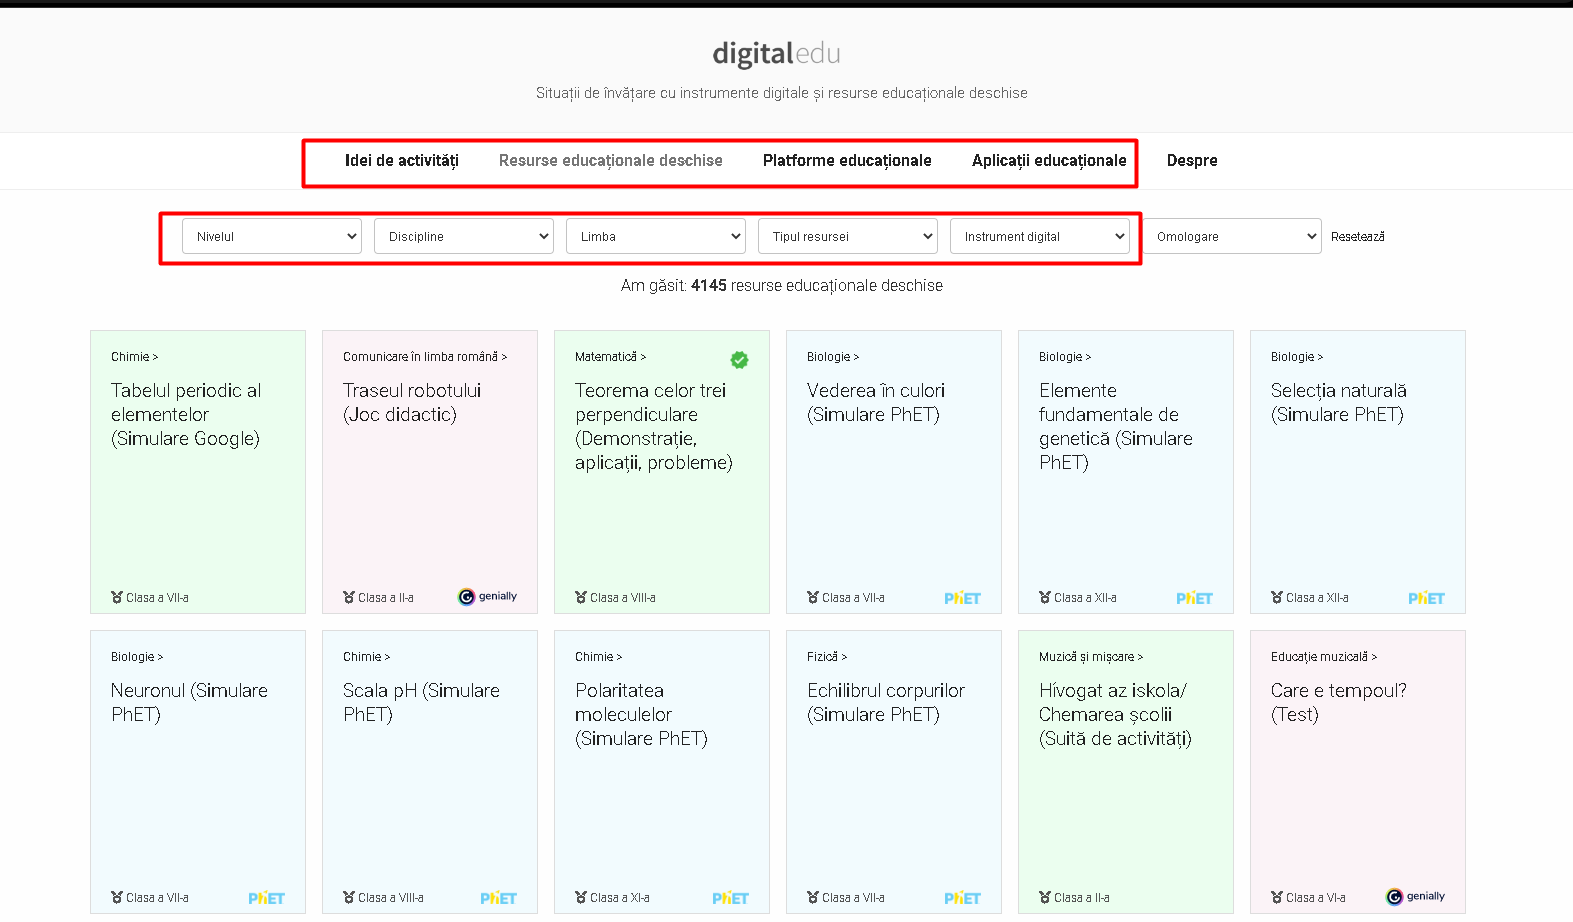 digitaledu
Situații de învățare cu instrumente digitale și resurse educaționale deschise
Idei de activități Resurse educaționale deschise Platforme educaționale Aplicații educaționale Despre
Nivelul Discipline Limba Tipul resursei Instrument digital Omologare Resetează
Am găsit: 4145 resurse educaționale deschise
Chimie >
Tabelul periodic al
elementelor
(Simulare Google)
Clasa a VII-a
Comunicare în limba română >
Traseul robotului
(Joc didactic)
Clasa a II-a genially
Matematică >
Teorema celor trei
perpendiculare
(Demonstrație,
aplicații, probleme)
Clasa a VIII-a
Biologie >
Vederea în culori
(Simulare PhET)
Clasa a VII-a PhET
Biologie >
Elemente
fundamentale de
genetică (Simulare
PhET)
Clasa a XII-a PhET
Biologie >
Selecția naturală
(Simulare PhET)
Clasa a XII-a PhET
Biologie >
Neuronul (Simulare
PhET)
Clasa a VII-a PhET
Chimie >
Scala pH (Simulare
PhET)
Clasa a VIII-a PhET
Chimie >
Polaritatea
moleculelor
(Simulare PhET)
Clasa a XI-a PhET
Fizică >
Echilibrul corpurilor
(Simulare PhET)
Clasa a VII-a PhET
Muzică și mișcare >
Hívogat az iskola/
Chemarea școlii
(Suită de activități)
Clasa a II-a
Educație muzicală >
Care e tempoul?
(Test)
Clasa a VI-a genially